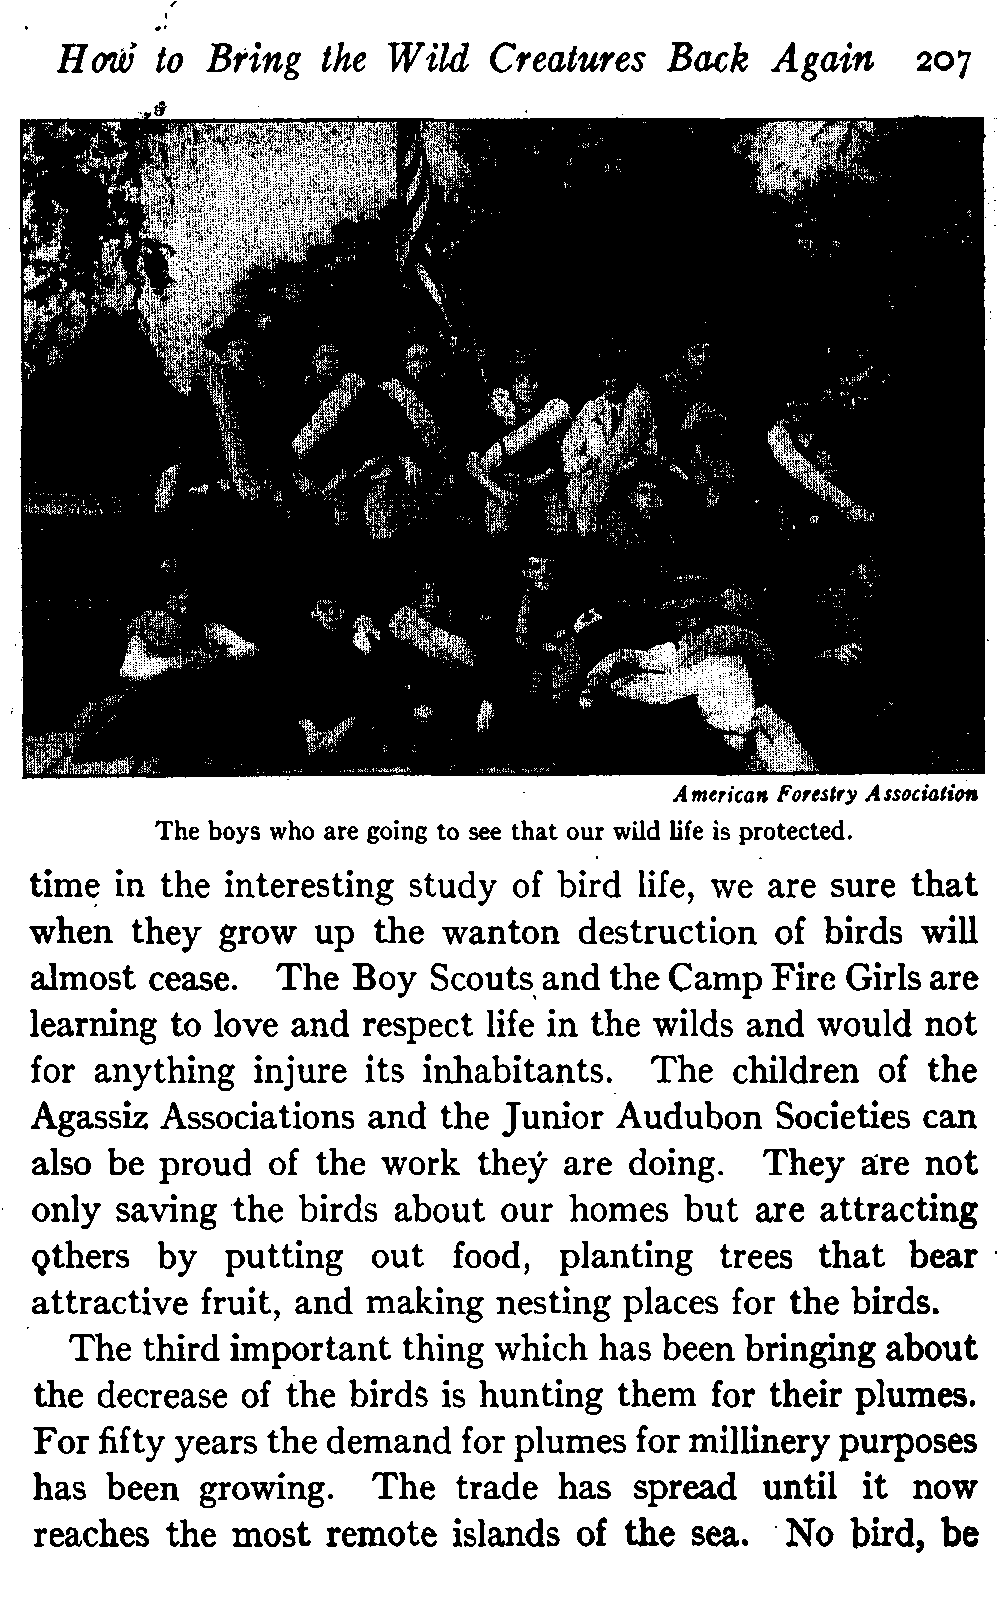 How to Bring the Wild Creatures Back Again 207
American Forestry Association
The boys who are going to see that our wild life is protected.
time in the interesting study of bird life, we are sure that
when they grow up the wanton destruction of birds will
almost cease. The Boy Scouts and the Camp Fire Girls are
learning to love and respect life in the wilds and would not
for anything injure its inhabitants. The children of the
Agassiz Associations and the Junior Audubon Societies can
also be proud of the work they are doing. They are not
only saving the birds about our homes but are attracting
others by putting out food, planting trees that bear
attractive fruit, and making nesting places for the birds.
The third important thing which has been bringing about
the decrease of the birds is hunting them for their plumes.
For fifty years the demand for plumes for millinery purposes
has been growing. The trade has spread until it now
reaches the most remote islands of the sea. No bird, be